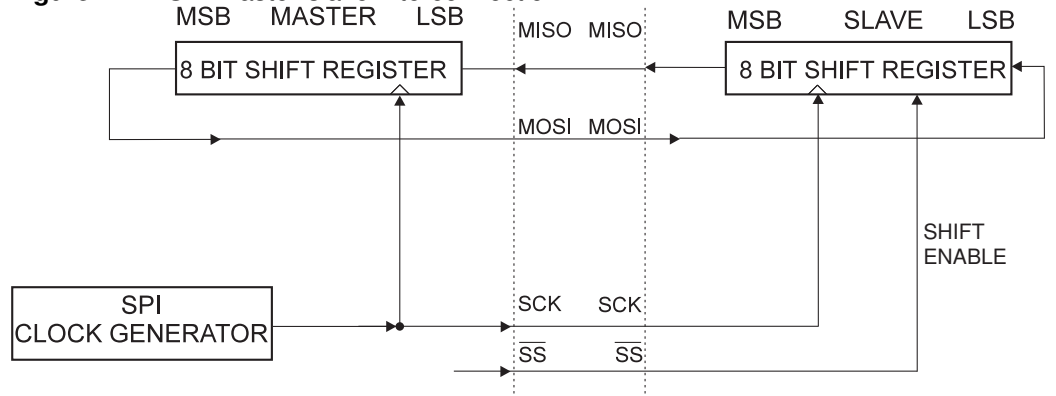 MSB MASTER LSB
MISO MISO
MSB SLAVE LSB
8 BIT SHIFT REGISTER
8 BIT SHIFT REGISTER
MOSI MOSI
SHIFT
ENABLE
SPI
CLOCK GENERATOR
SCK SCK
SS SS